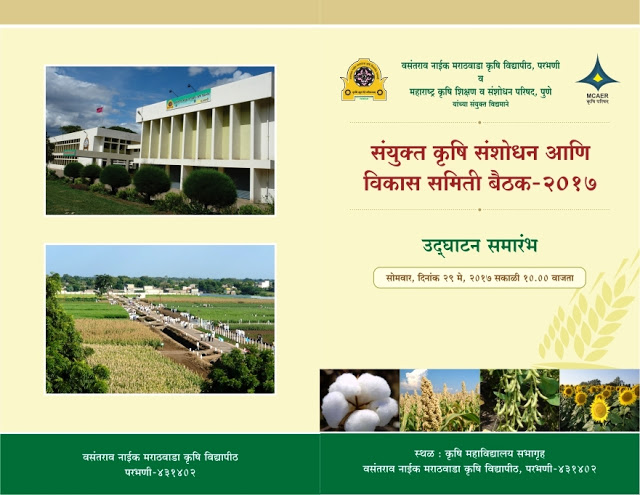 वसंतराव नाईक मराठवाडा कृषि विद्यापीठ
परभणी-४३१४०२
वसंतराव नाईक मराठवाडा कृषि विद्यापीठ, परभणी
व
महाराष्ट्र कृषि शिक्षण व संशोधन परिषद, पुणे
यांच्या संयुक्त विद्यमाने
MCAER
कृषि परिषद
संयुक्त कृषि संशोधन आणि
विकास समिती बैठक-२०१७
उद्‌घाटन समारंभ
सोमवार, दिनांक २९ मे, २०१७ सकाळी १०.०० वाजता
स्थळ : कृषि महाविद्यालय सभागृह
वसंतराव नाईक मराठवाडा कृषि विद्यापीठ, परभणी-४३१४०२